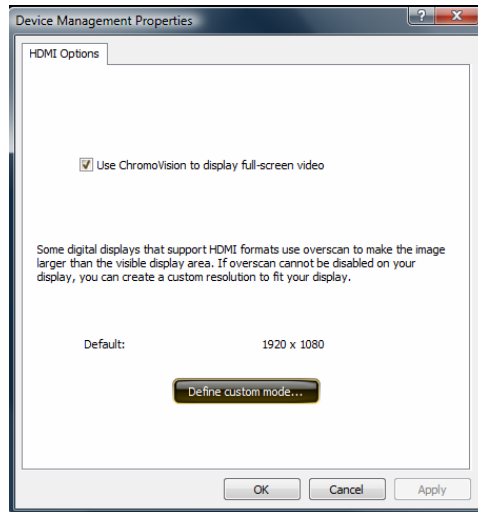 Device Management Properties
HDMI Options
Use ChromoVision to display full-screen video
Some digital displays that support HDMI formats use overscan to make the image
larger than the visible display area. If overscan cannot be disabled on your
display, you can create a custom resolution to fit your display.
Default: 1920 x 1080
Define custom mode...
OK Cancel Apply